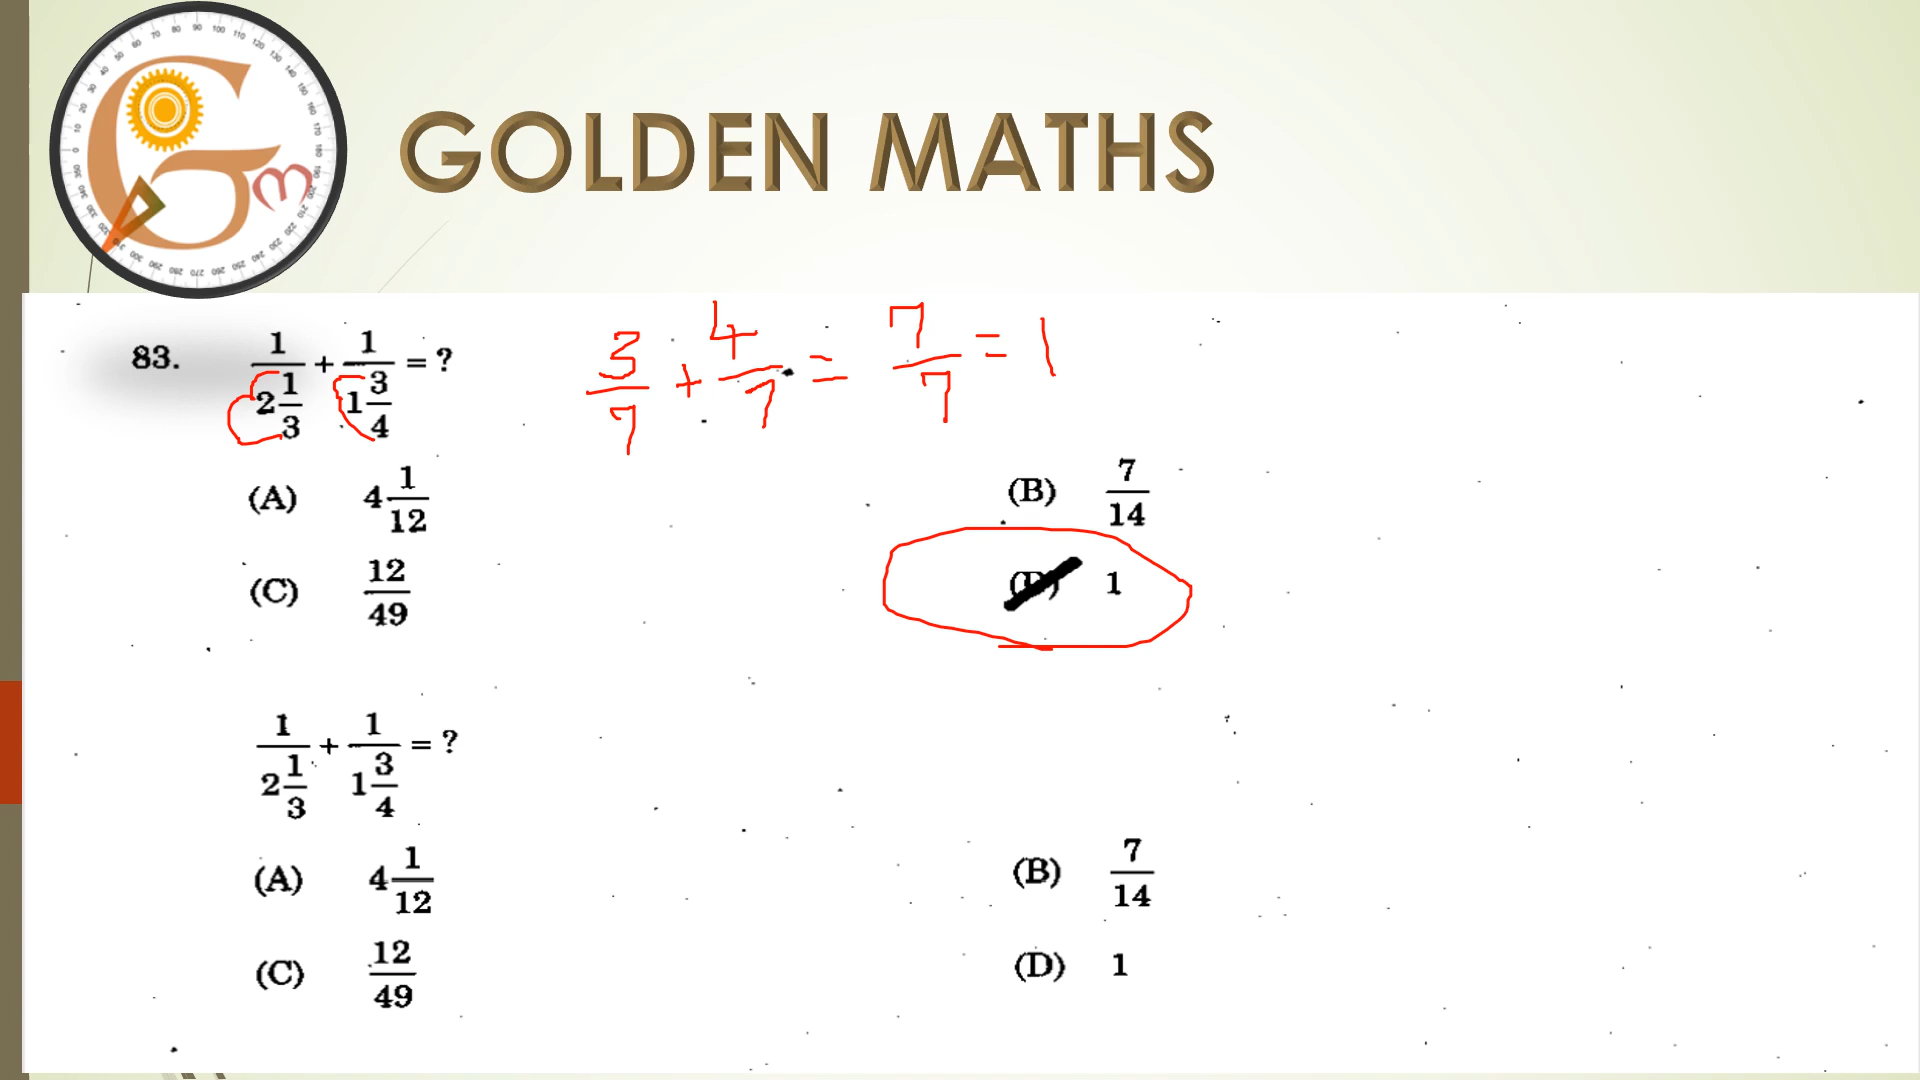 GOLDEN MATHS
Gm
83. 1/(2 1/3) + 1/(1 3/4) = ?
3/7 + 4/7 = 7/7 = 1
(A) 4 1/12
(B) 7/14
(C) 12/49
(D) 1
1/(2 1/3) + 1/(1 3/4) = ?
(A) 4 1/12
(B) 7/14
(C) 12/49
(D) 1